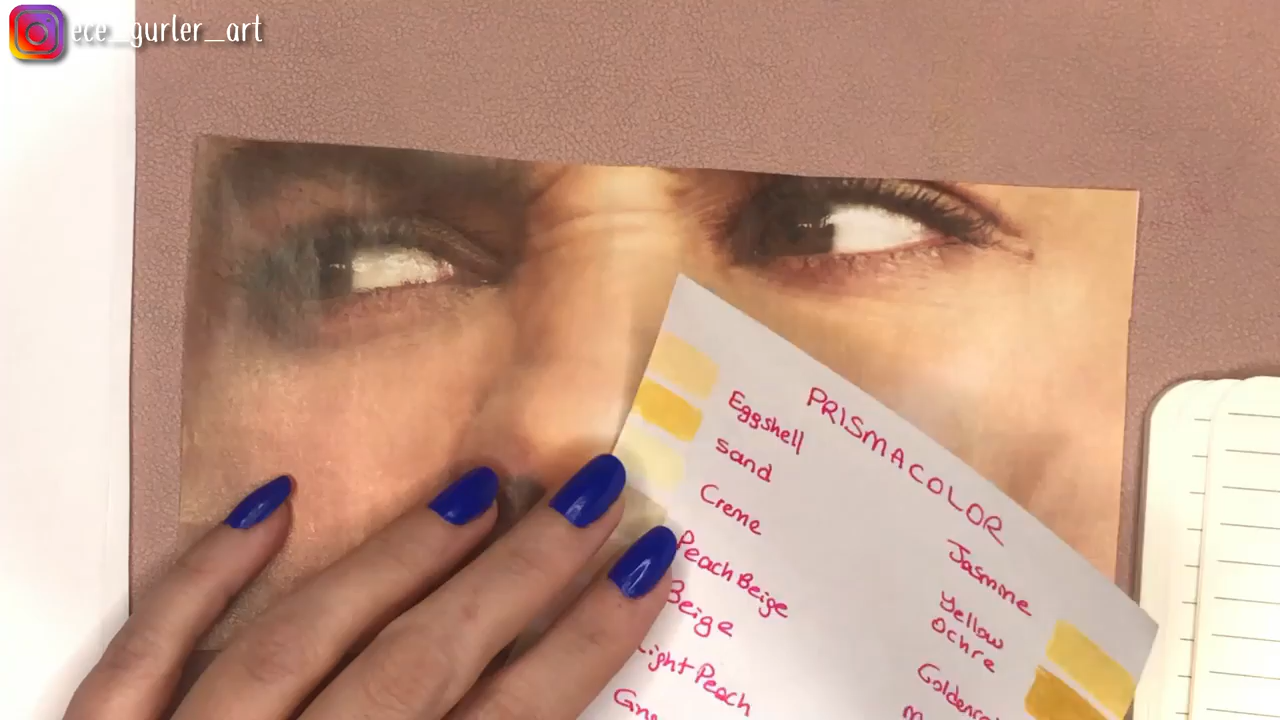 ece_gurler_art
PRISMACOLOR
Eggshell
sand
Creme
Peach Beige
Beige
Light Peach
Jasmine
Yellow
Ochre